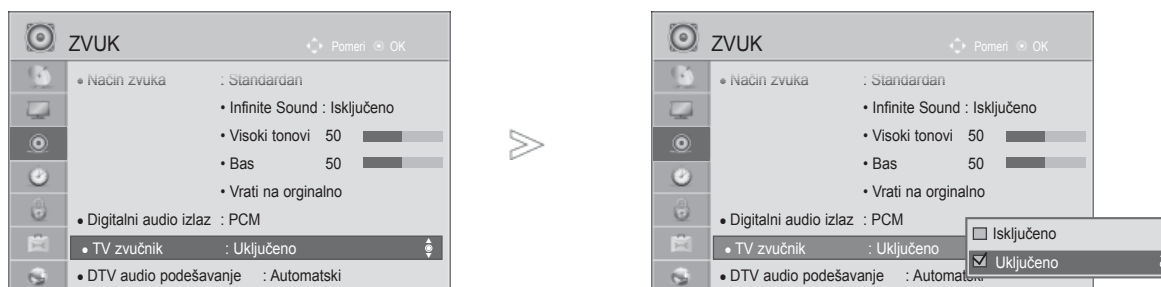 ZVUK
Pomeri OK
• Način zvuka : Standardan
• Infinite Sound : Isključeno
• Visoki tonovi 50
• Bas 50
• Vrati na orginalno
• Digitalni audio izlaz : PCM
• TV zvučnik : Uključeno
• DTV audio podešavanje : Automatski
ZVUK
Pomeri OK
• Način zvuka : Standardan
• Infinite Sound : Isključeno
• Visoki tonovi 50
• Bas 50
• Vrati na orginalno
• Digitalni audio izlaz : PCM
• TV zvučnik : Uključeno
• DTV audio podešavanje : Automatski
Isključeno
Uključeno